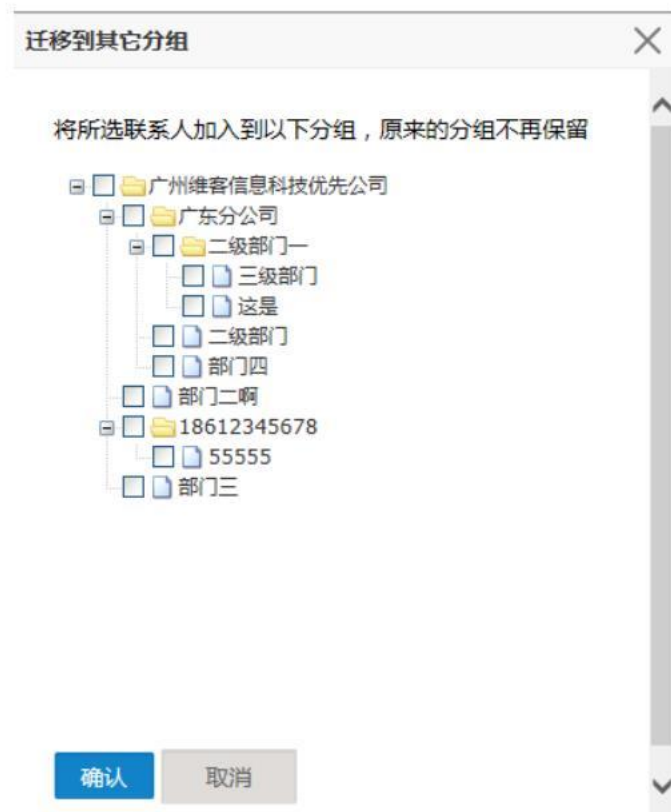 迁移到其它分组
将所选联系人加入到以下分组，原来的分组不再保留
广州维客信息科技优先公司
广东分公司
二级部门一
三级部门
这是
二级部门
部门四
部门二啊
18612345678
55555
部门三
确认 取消